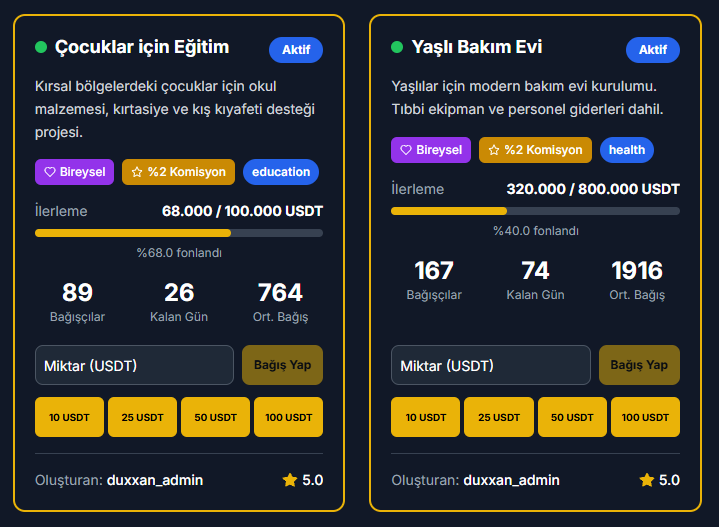 Çocuklar için Eğitim
Aktif
Kırsal bölgelerdeki çocuklar için okul
malzemesi, kırtasiye ve kış kıyafeti desteği
projesi.
Bireysel
%2 Komisyon
education
İlerleme
68.000 / 100.000 USDT
%68.0 fonlandı
89
26
764
Bağışçılar
Kalan Gün
Ort. Bağış
Miktar (USDT)
Bağış Yap
10 USDT
25 USDT
50 USDT
100 USDT
Oluşturan: duxxan_admin
5.0
Yaşlı Bakım Evi
Aktif
Yaşlılar için modern bakım evi kurulumu.
Tıbbi ekipman ve personel giderleri dahil.
Bireysel
%2 Komisyon
health
İlerleme
320.000 / 800.000 USDT
%40.0 fonlandı
167
74
1916
Bağışçılar
Kalan Gün
Ort. Bağış
Miktar (USDT)
Bağış Yap
10 USDT
25 USDT
50 USDT
100 USDT
Oluşturan: duxxan_admin
5.0